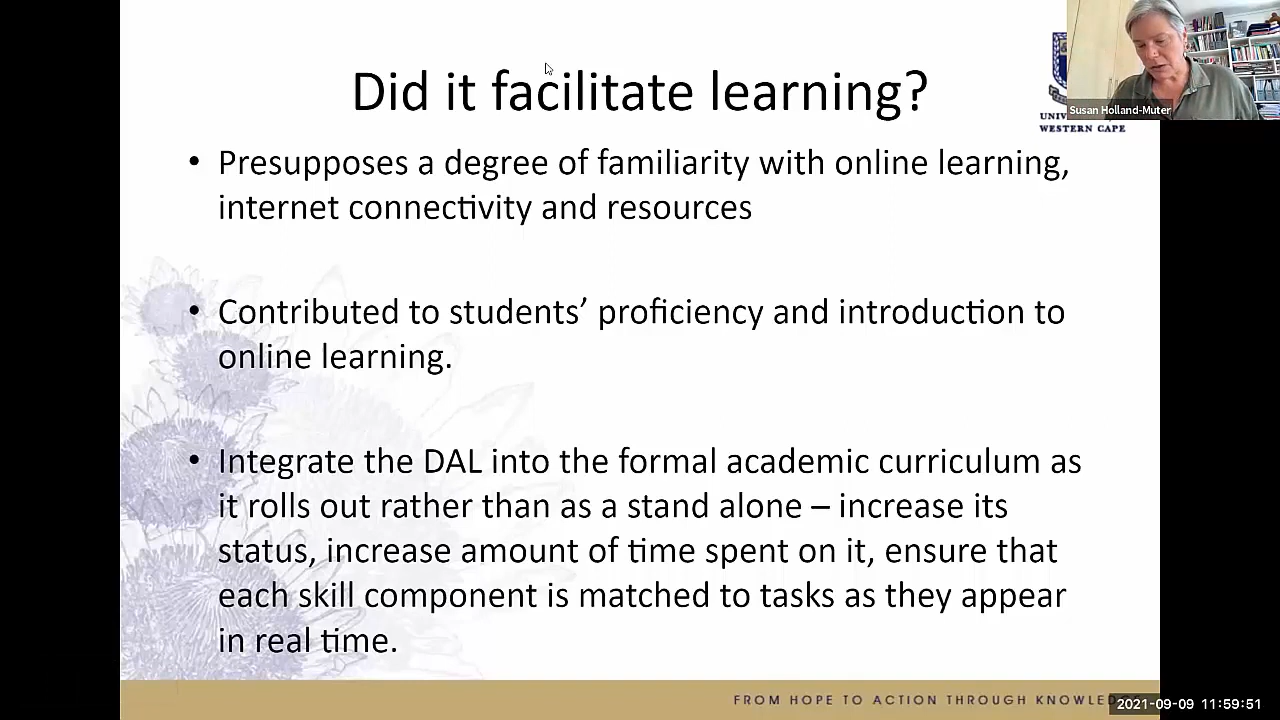 Did it facilitate learning?
Susan Holland-Muter
UNIV
WESTERN CAPE
• Presupposes a degree of familiarity with online learning,
internet connectivity and resources
• Contributed to students’ proficiency and introduction to
online learning.
• Integrate the DAL into the formal academic curriculum as
it rolls out rather than as a stand alone – increase its
status, increase amount of time spent on it, ensure that
each skill component is matched to tasks as they appear
in real time.
FROM HOPE TO ACTION THROUGH KNOWLEDGE
2021-09-09 11:59:51